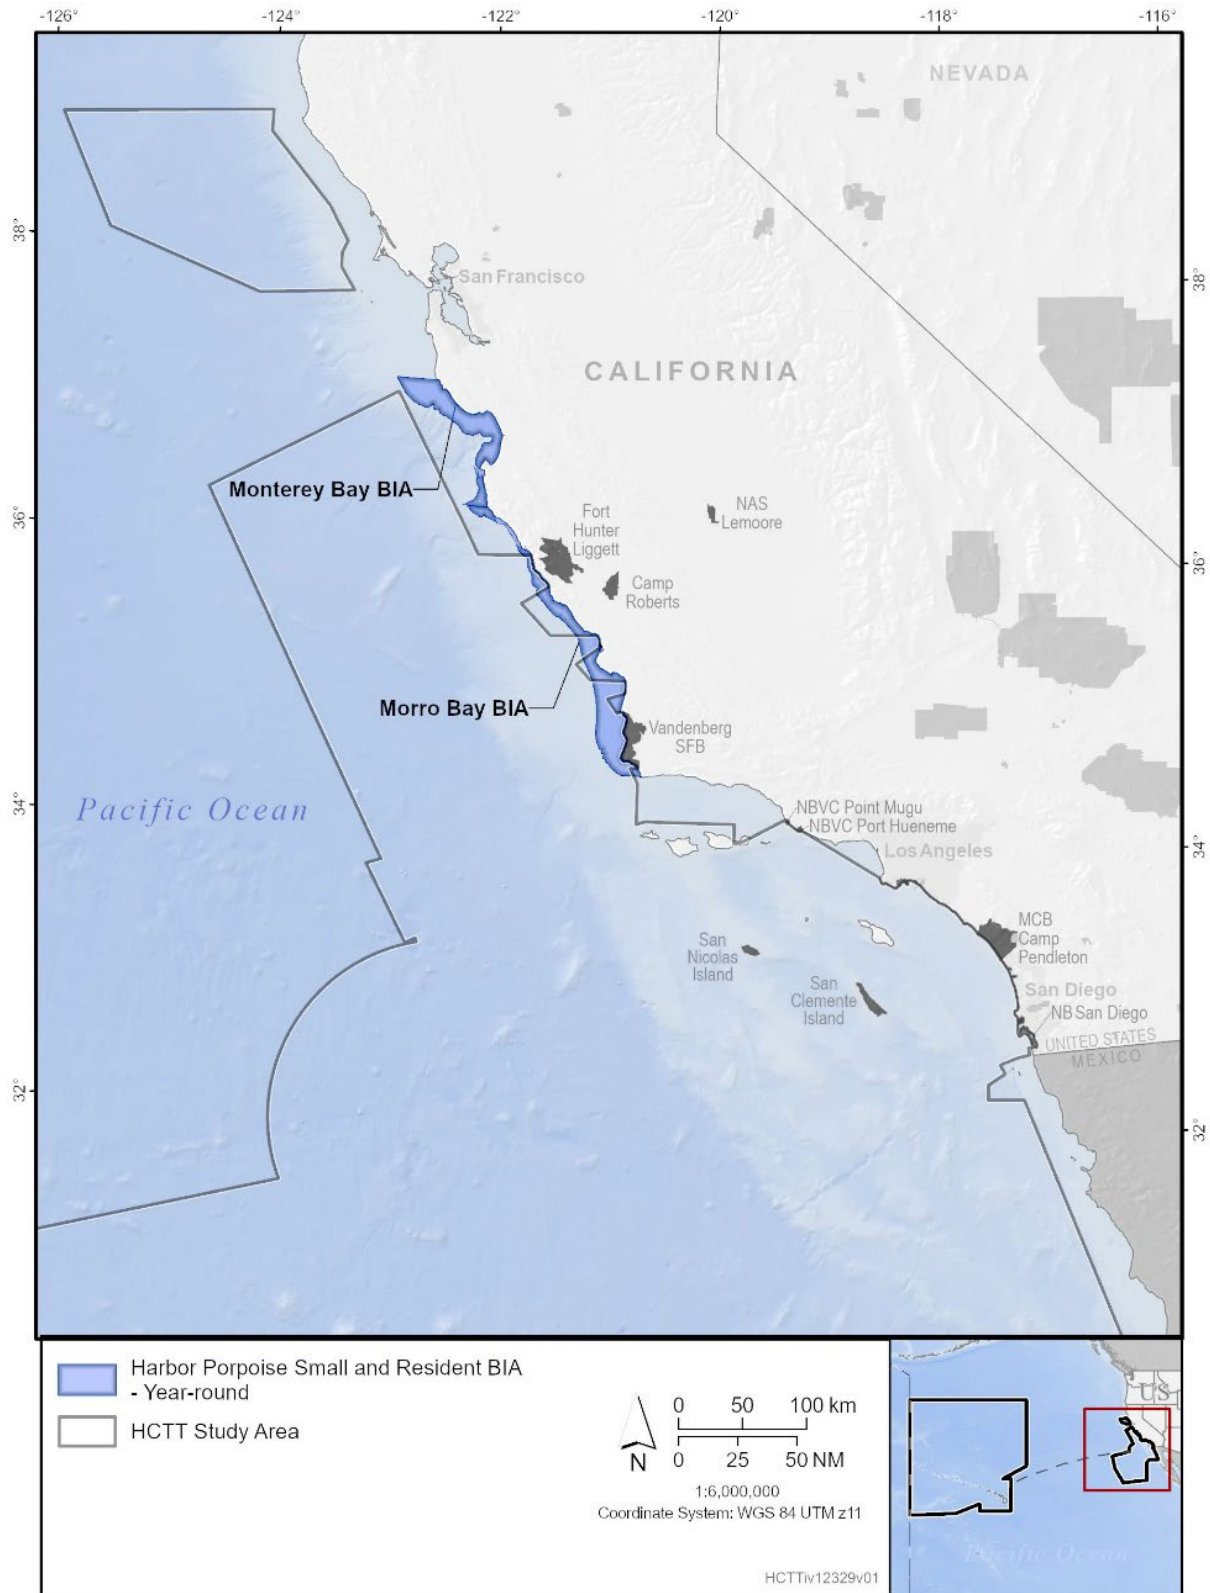 -126°
-124°
-122°
-120°
-118°
-116°
NEVADA
38°
San Francisco
38°
CALIFORNIA
Monterey Bay BIA
NAS
Lemoore
Fort
Hunter
Liggett
36°
36°
Camp
Roberts
Morro Bay BIA
Vandenberg
SFB
Pacific Ocean
34°
NBVC Point Mugu
NBVC Port Hueneme
Los Angeles
34°
MCB
Camp
Pendleton
San
Nicolas
Island
San
Clemente
Island
San Diego
NB San Diego
UNITED STATES
MEXICO
32°
32°
Harbor Porpoise Small and Resident BIA
- Year-round
HCTT Study Area
N
0 50 100 km
0 25 50 NM
1:6,000,000
Coordinate System: WGS 84 UTM z11
HCTTiv12329v01
US
Pacific Ocean